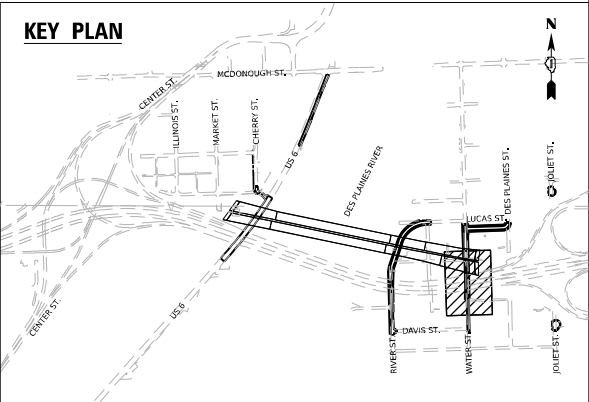 KEY PLAN
N
MCDONOUGH ST.
CENTER ST.
ILLINOIS ST.
MARKET ST.
CHERRY ST.
US 6
DES PLAINES RIVER
DES PLAINES ST.
JOLIET ST.
LUCAS ST.
CENTER ST.
US 6
DAVIS ST.
RIVER ST.
WATER ST.
JOLIET ST.